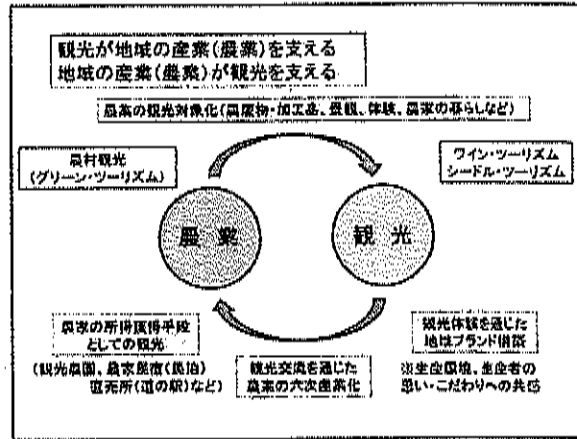 観光が地域の産業(農業)を支える
地域の産業(農業)が観光を支える
農業の観光対象化(農産物・加工品、景観、体験、農家の暮らしなど)
農村観光
(グリーン・ツーリズム)
ワイン・ツーリズム
シードル・ツーリズム
農業
観光
農家の所得獲得手段
としての観光
(観光農園、農家民宿(民泊)
直売所(道の駅)など)
観光交流を通じた
農業の六次産業化
観光体験を通じた
地域ブランド構築
※生産環境、生産者の
思い・こだわりへの共感